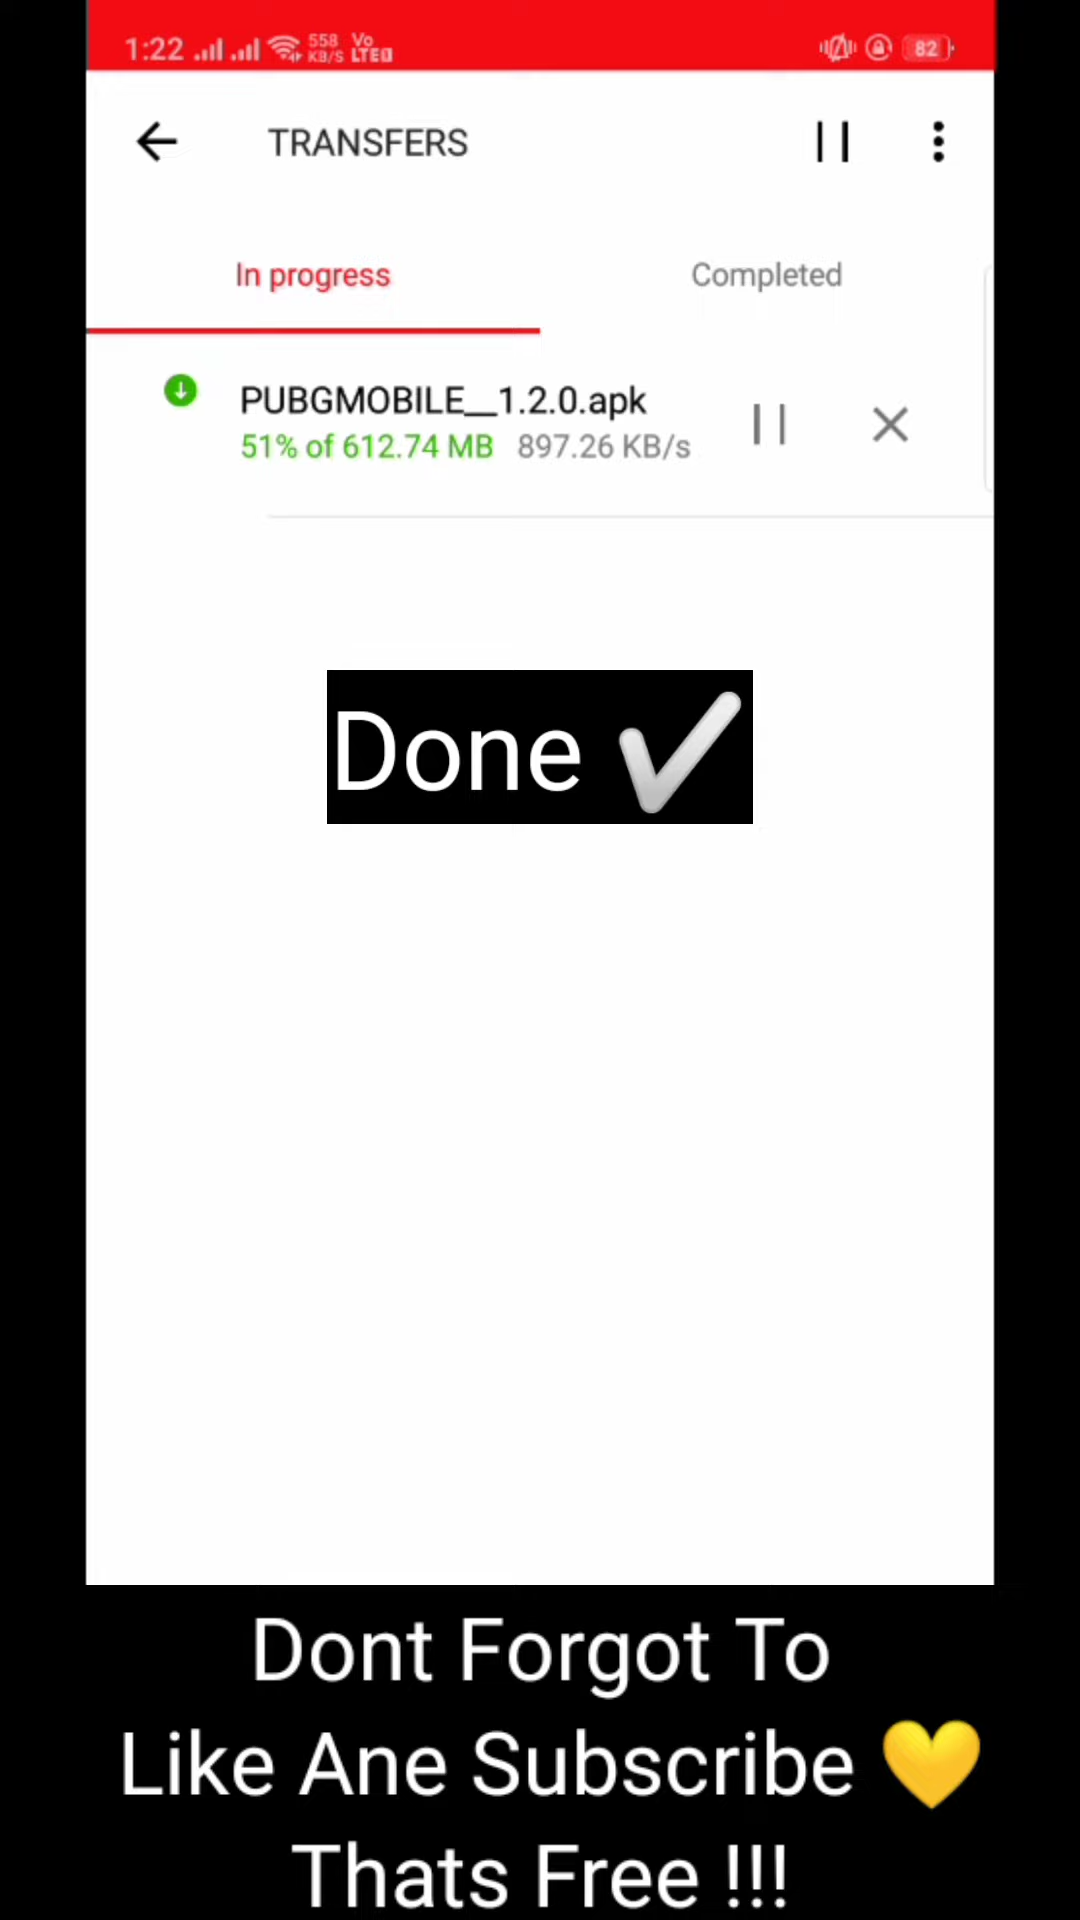 1:22 558 KB/S Vo LTE 82
TRANSFERS
In progress Completed
PUBGMOBILE__1.2.0.apk
51% of 612.74 MB 897.26 KB/s
Done ✔
Dont Forgot To
Like Ane Subscribe 💛
Thats Free !!!